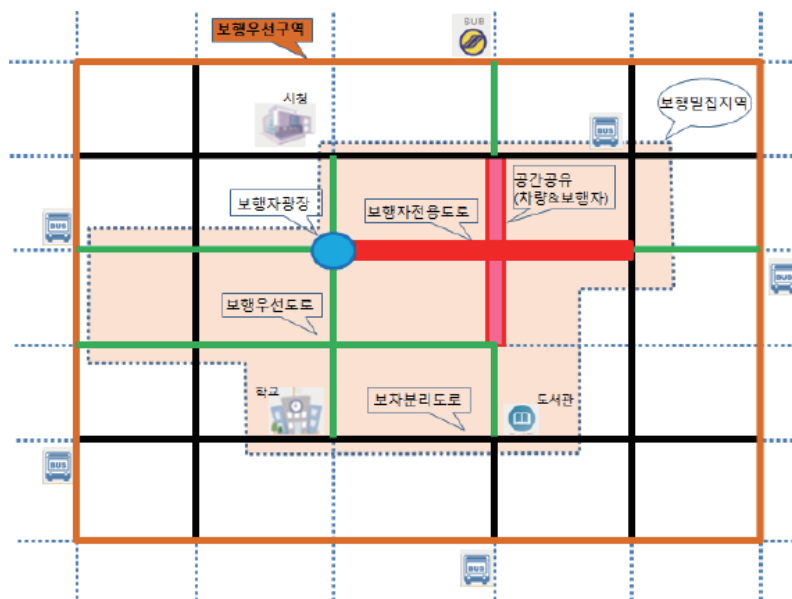 SUB
보행우선구역
시청
보행밀집지역
BUS
공간공유
(차량&보행자)
보행자광장
보행자전용도로
BUS
BUS
보행우선도로
학교
보차분리도로
도서관
BUS
BUS